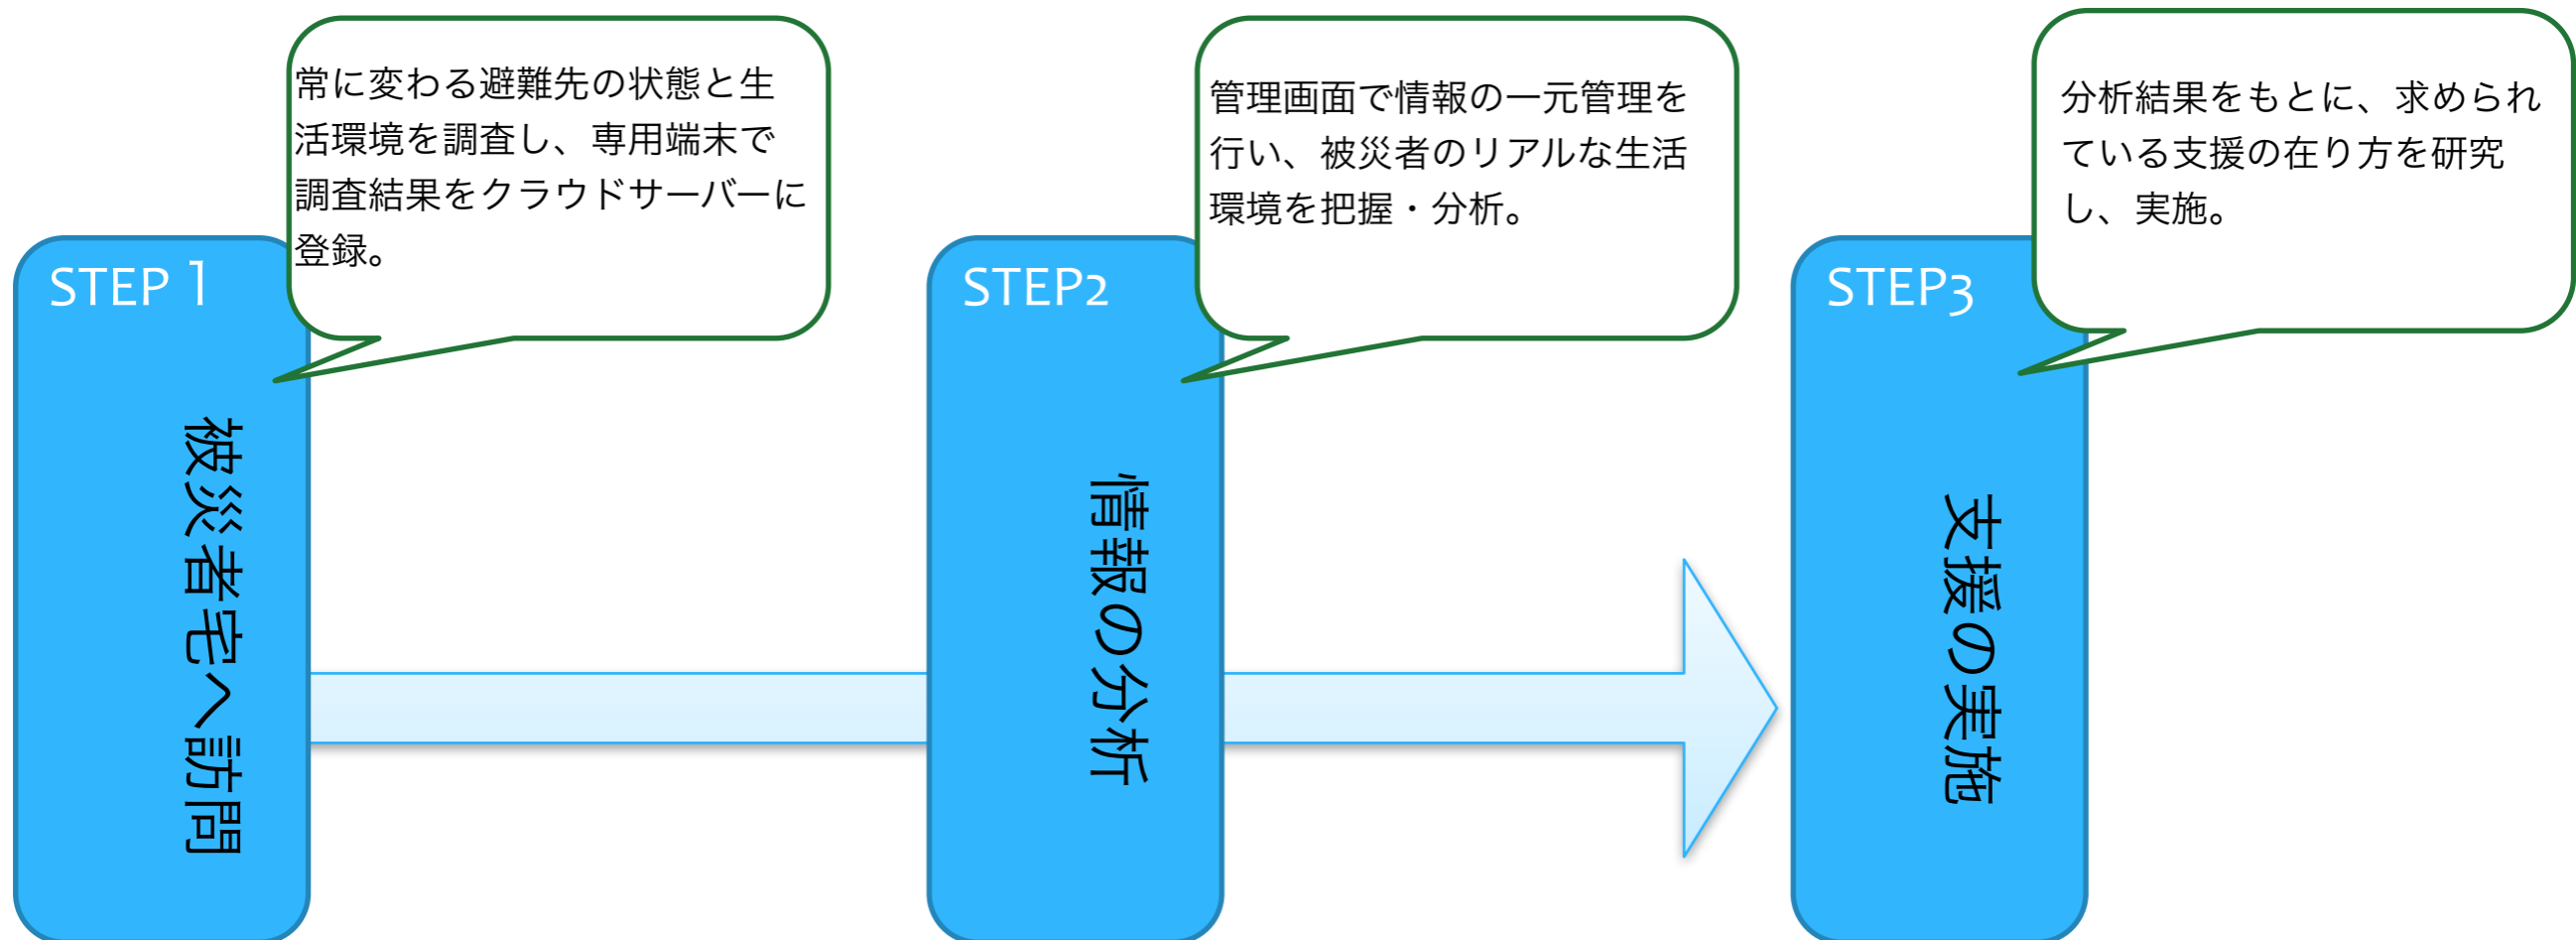 STEP 1
常に変わる避難先の状態と生
活環境を調査し、専用端末で
調査結果をクラウドサーバーに
登録。
被災者宅へ訪問
STEP2
管理画面で情報の一元管理を
行い、被災者のリアルな生活
環境を把握・分析。
情報の分析
STEP3
分析結果をもとに、求められ
ている支援の在り方を研究
し、実施。
支援の実施